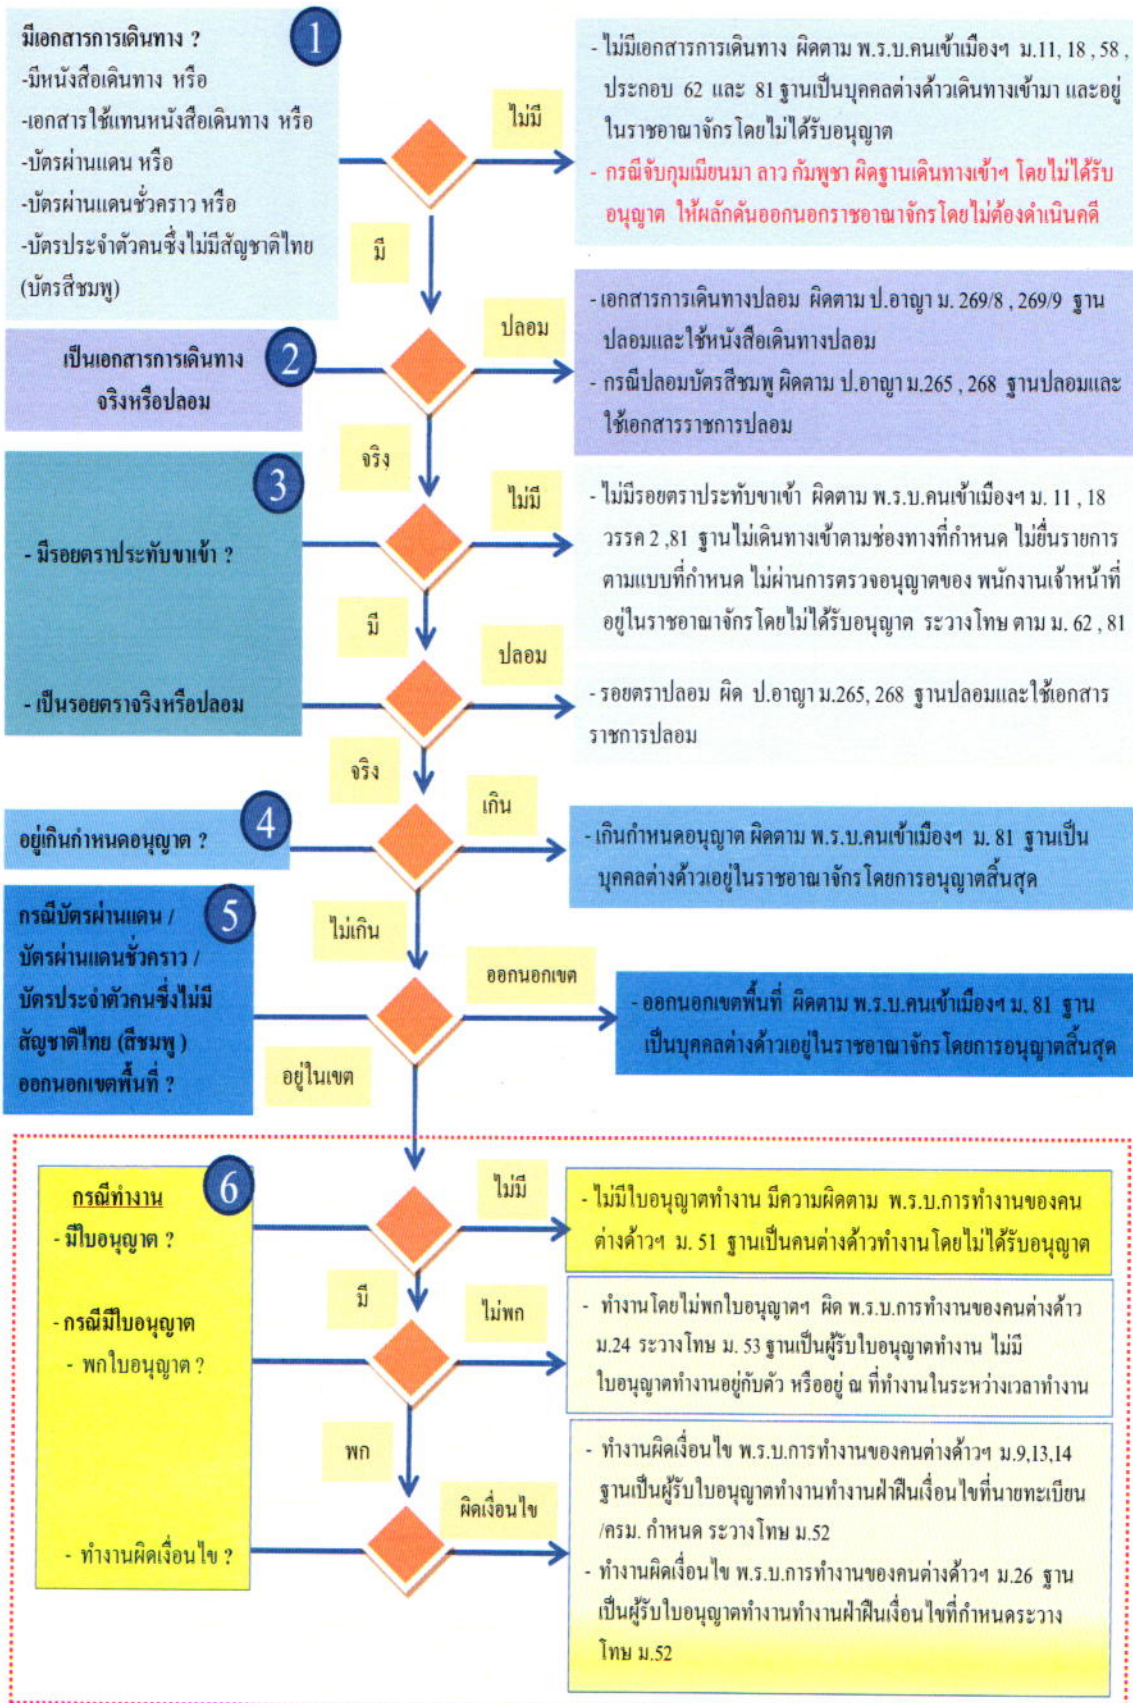 มีเอกสารการเดินทาง ?
1
-มีหนังสือเดินทาง หรือ
-เอกสารใช้แทนหนังสือเดินทาง หรือ
-บัตรผ่านแดน หรือ
-บัตรผ่านแดนชั่วคราว หรือ
-บัตรประจำตัวคนซึ่งไม่มีสัญชาติไทย
(บัตรสีชมพู)
ไม่มี
- ไม่มีเอกสารการเดินทาง ผิดตาม พ.ร.บ.คนเข้าเมืองฯ ม.11, 18 , 58 ,
ประกอบ 62 และ 81 ฐานเป็นบุคคลต่างด้าวเดินทางเข้ามา และอยู่
ในราชอาณาจักรโดยไม่ได้รับอนุญาต
- กรณีจับกุมเมียนมา ลาว กัมพูชา ผิดฐานเดินทางเข้าฯ โดยไม่ได้รับ
อนุญาต ให้ผลักดันออกนอกราชอาณาจักรโดยไม่ต้องดำเนินคดี
มี
เป็นเอกสารการเดินทาง
จริงหรือปลอม
2
ปลอม
- เอกสารการเดินทางปลอม ผิดตาม ป.อาญา ม. 269/8 , 269/9 ฐาน
ปลอมและใช้หนังสือเดินทางปลอม
- กรณีปลอมบัตรสีชมพู ผิดตาม ป.อาญา ม.265 , 268 ฐานปลอมและ
ใช้เอกสารราชการปลอม
จริง
3
- มีรอยตราประทับขาเข้า ?
ไม่มี
- ไม่มีรอยตราประทับขาเข้า ผิดตาม พ.ร.บ.คนเข้าเมืองฯ ม. 11 , 18
วรรค 2 ,81 ฐานไม่เดินทางเข้าตามช่องทางที่กำหนด ไม่ยื่นรายการ
ตามแบบที่กำหนด ไม่ผ่านการตรวจอนุญาตของ พนักงานเจ้าหน้าที่
อยู่ในราชอาณาจักรโดยไม่ได้รับอนุญาต ระวางโทษ ตาม ม. 62 , 81
มี
- เป็นรอยตราจริงหรือปลอม
ปลอม
- รอยตราปลอม ผิด ป.อาญา ม.265, 268 ฐานปลอมและใช้เอกสาร
ราชการปลอม
จริง
อยู่เกินกำหนดอนุญาต ?
4
เกิน
- เกินกำหนดอนุญาต ผิดตาม พ.ร.บ.คนเข้าเมืองฯ ม. 81 ฐานเป็น
บุคคลต่างด้าวเอยู่ในราชอาณาจักรโดยการอนุญาตสิ้นสุด
ไม่เกิน
กรณีบัตรผ่านแดน /
5
บัตรผ่านแดนชั่วคราว /
บัตรประจำตัวคนซึ่งไม่มี
สัญชาติไทย (สีชมพู )
ออกนอกเขตพื้นที่ ?
ออกนอกเขต
- ออกนอกเขตพื้นที่ ผิดตาม พ.ร.บ.คนเข้าเมืองฯ ม. 81 ฐาน
เป็นบุคคลต่างด้าวเอยู่ในราชอาณาจักรโดยการอนุญาตสิ้นสุด
อยู่ในเขต
กรณีทำงาน
6
- มีใบอนุญาต ?
ไม่มี
- ไม่มีใบอนุญาตทำงาน มีความผิดตาม พ.ร.บ.การทำงานของคน
ต่างด้าวฯ ม. 51 ฐานเป็นคนต่างด้าวทำงานโดยไม่ได้รับอนุญาต
มี
- กรณีมีใบอนุญาต
- พกใบอนุญาต ?
ไม่พก
- ทำงานโดยไม่พกใบอนุญาตฯ ผิด พ.ร.บ.การทำงานของคนต่างด้าว
ม.24 ระวางโทษ ม. 53 ฐานเป็นผู้รับใบอนุญาตทำงาน ไม่มี
ใบอนุญาตทำงานอยู่กับตัว หรืออยู่ ณ ที่ทำงานในระหว่างเวลาทำงาน
พก
- ทำงานผิดเงื่อนไข ?
ผิดเงื่อนไข
- ทำงานผิดเงื่อนไข พ.ร.บ.การทำงานของคนต่างด้าวฯ ม.9,13,14
ฐานเป็นผู้รับใบอนุญาตทำงานทำงานฝ่าฝืนเงื่อนไขที่นายทะเบียน
/ครม. กำหนด ระวางโทษ ม.52
- ทำงานผิดเงื่อนไข พ.ร.บ.การทำงานของคนต่างด้าวฯ ม.26 ฐาน
เป็นผู้รับใบอนุญาตทำงานทำงานฝ่าฝืนเงื่อนไขที่กำหนดระวาง
โทษ ม.52